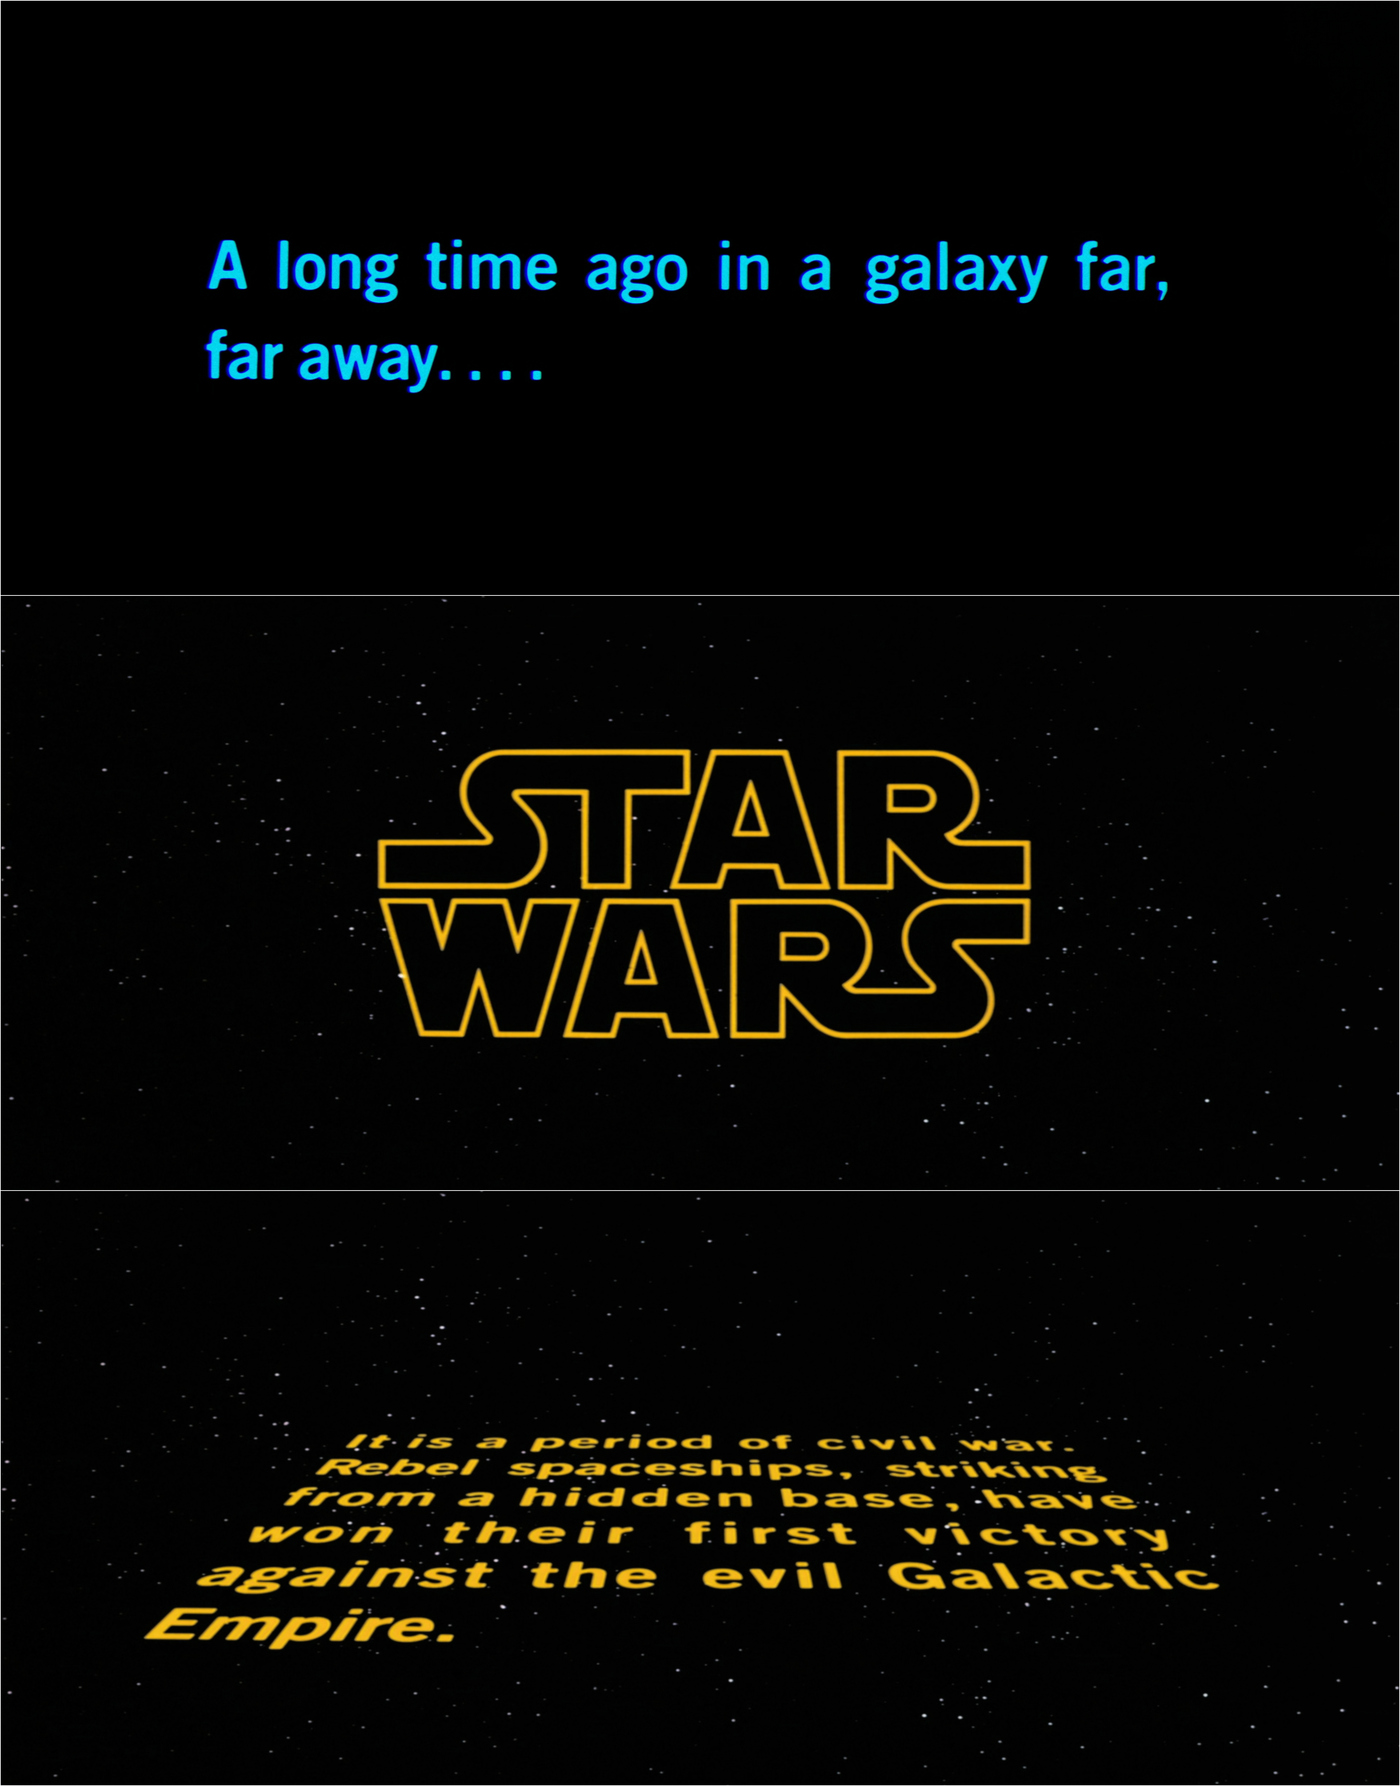 A long time ago in a galaxy far,
far away. . . .
STAR
WARS
It is a period of civil war.
Rebel spaceships, striking
from a hidden base, have
won their first victory
against the evil Galactic
Empire.